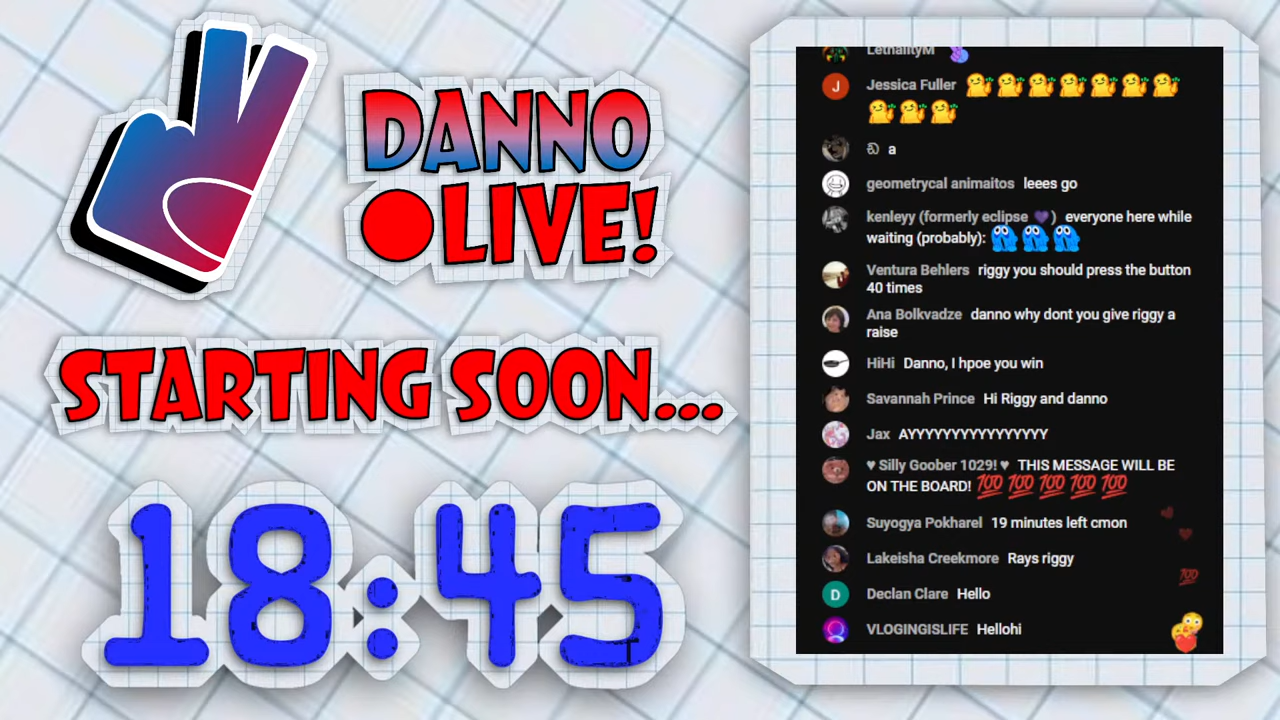 DANNO
LIVE!
STARTING SOON...
18:45
LethalityM
J
Jessica Fuller
a
geometrycal animaitos leees go
kenleyy (formerly eclipse 💜) everyone here while
waiting (probably):
Ventura Behlers riggy you should press the button
40 times
Ana Bolkvadze danno why dont you give riggy a
raise
HiHi Danno, I hpoe you win
Savannah Prince Hi Riggy and danno
Jax AYYYYYYYYYYYYYYYY
♥ Silly Goober 1029! ♥ THIS MESSAGE WILL BE
ON THE BOARD! 💯💯💯💯💯
Suyogya Pokharel 19 minutes left cmon
Lakeisha Creekmore Rays riggy
D
Declan Clare Hello
VLOGINGISLIFE Hellohi